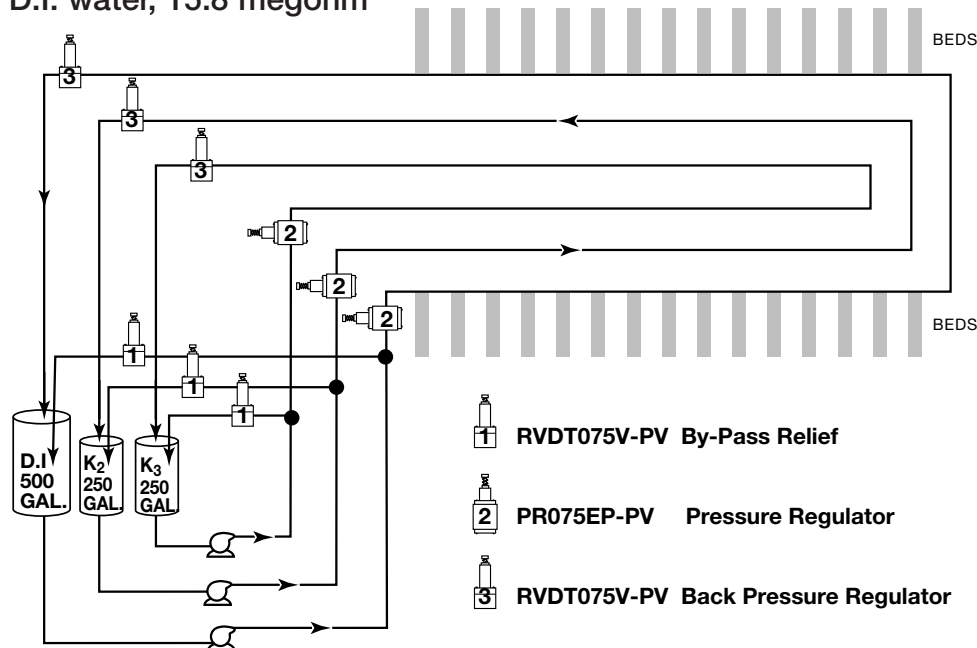 D.I. water, 15.8 megohm
BEDS
3
3
3
2
2
2
BEDS
1
1
1
D.I
500
GAL.
K2
250
GAL.
K3
250
GAL.
1 RVDT075V-PV By-Pass Relief
2 PR075EP-PV Pressure Regulator
3 RVDT075V-PV Back Pressure Regulator